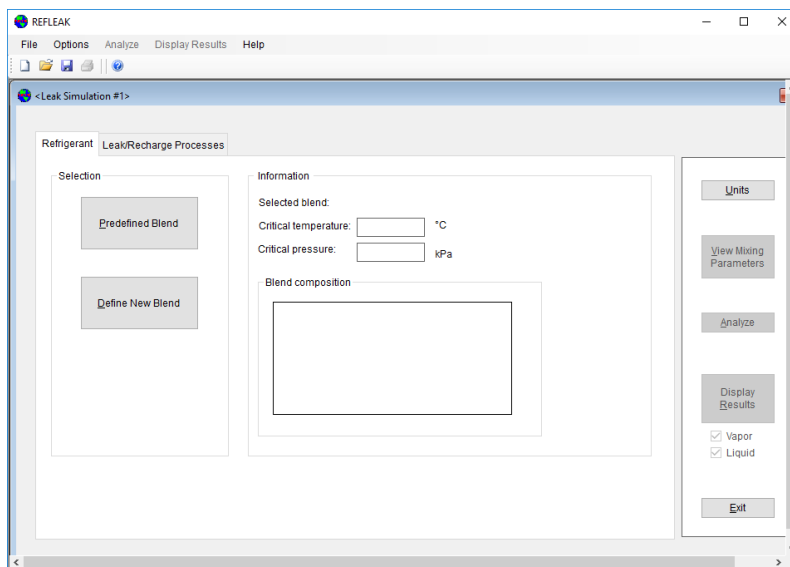 REFLEAK
File Options Analyze Display Results Help
<Leak Simulation #1>
Refrigerant Leak/Recharge Processes
Selection
Predefined Blend
Define New Blend
Information
Selected blend:
Critical temperature: °C
Critical pressure: kPa
Blend composition
Units
View Mixing
Parameters
Analyze
Display
Results
Vapor
Liquid
Exit